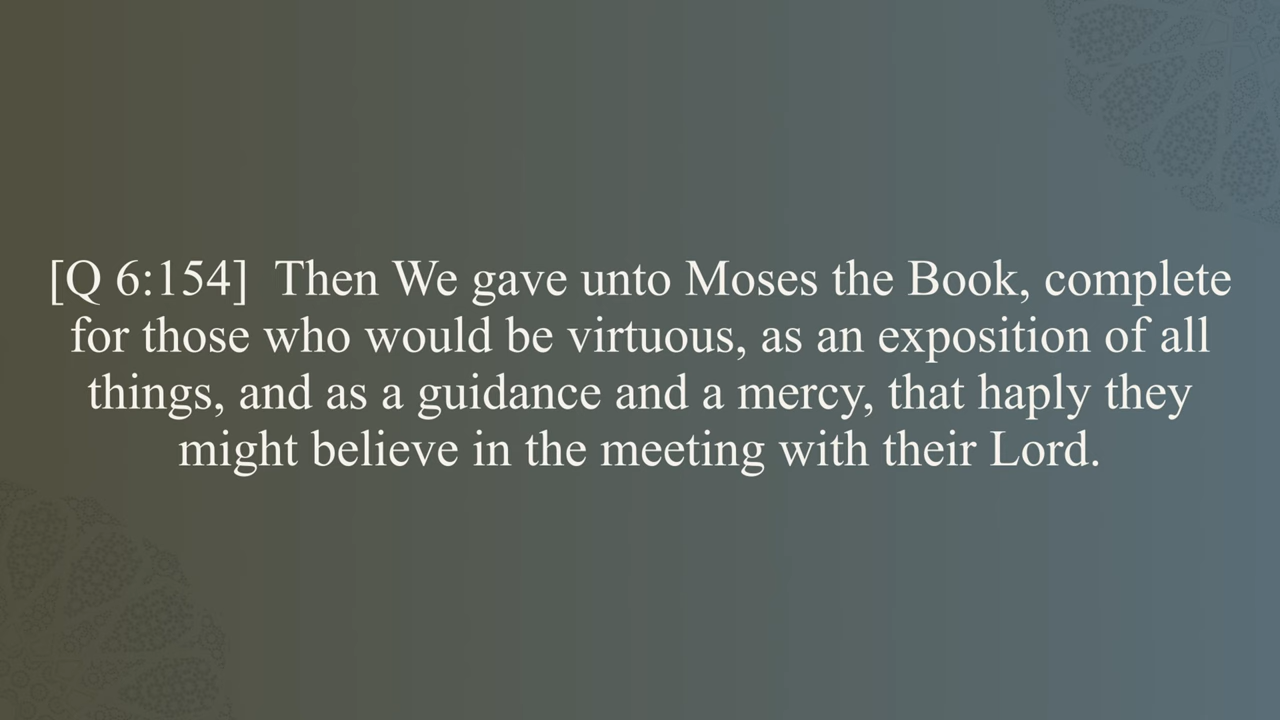 [Q 6:154]  Then We gave unto Moses the Book, complete
for those who would be virtuous, as an exposition of all
things, and as a guidance and a mercy, that haply they
might believe in the meeting with their Lord.